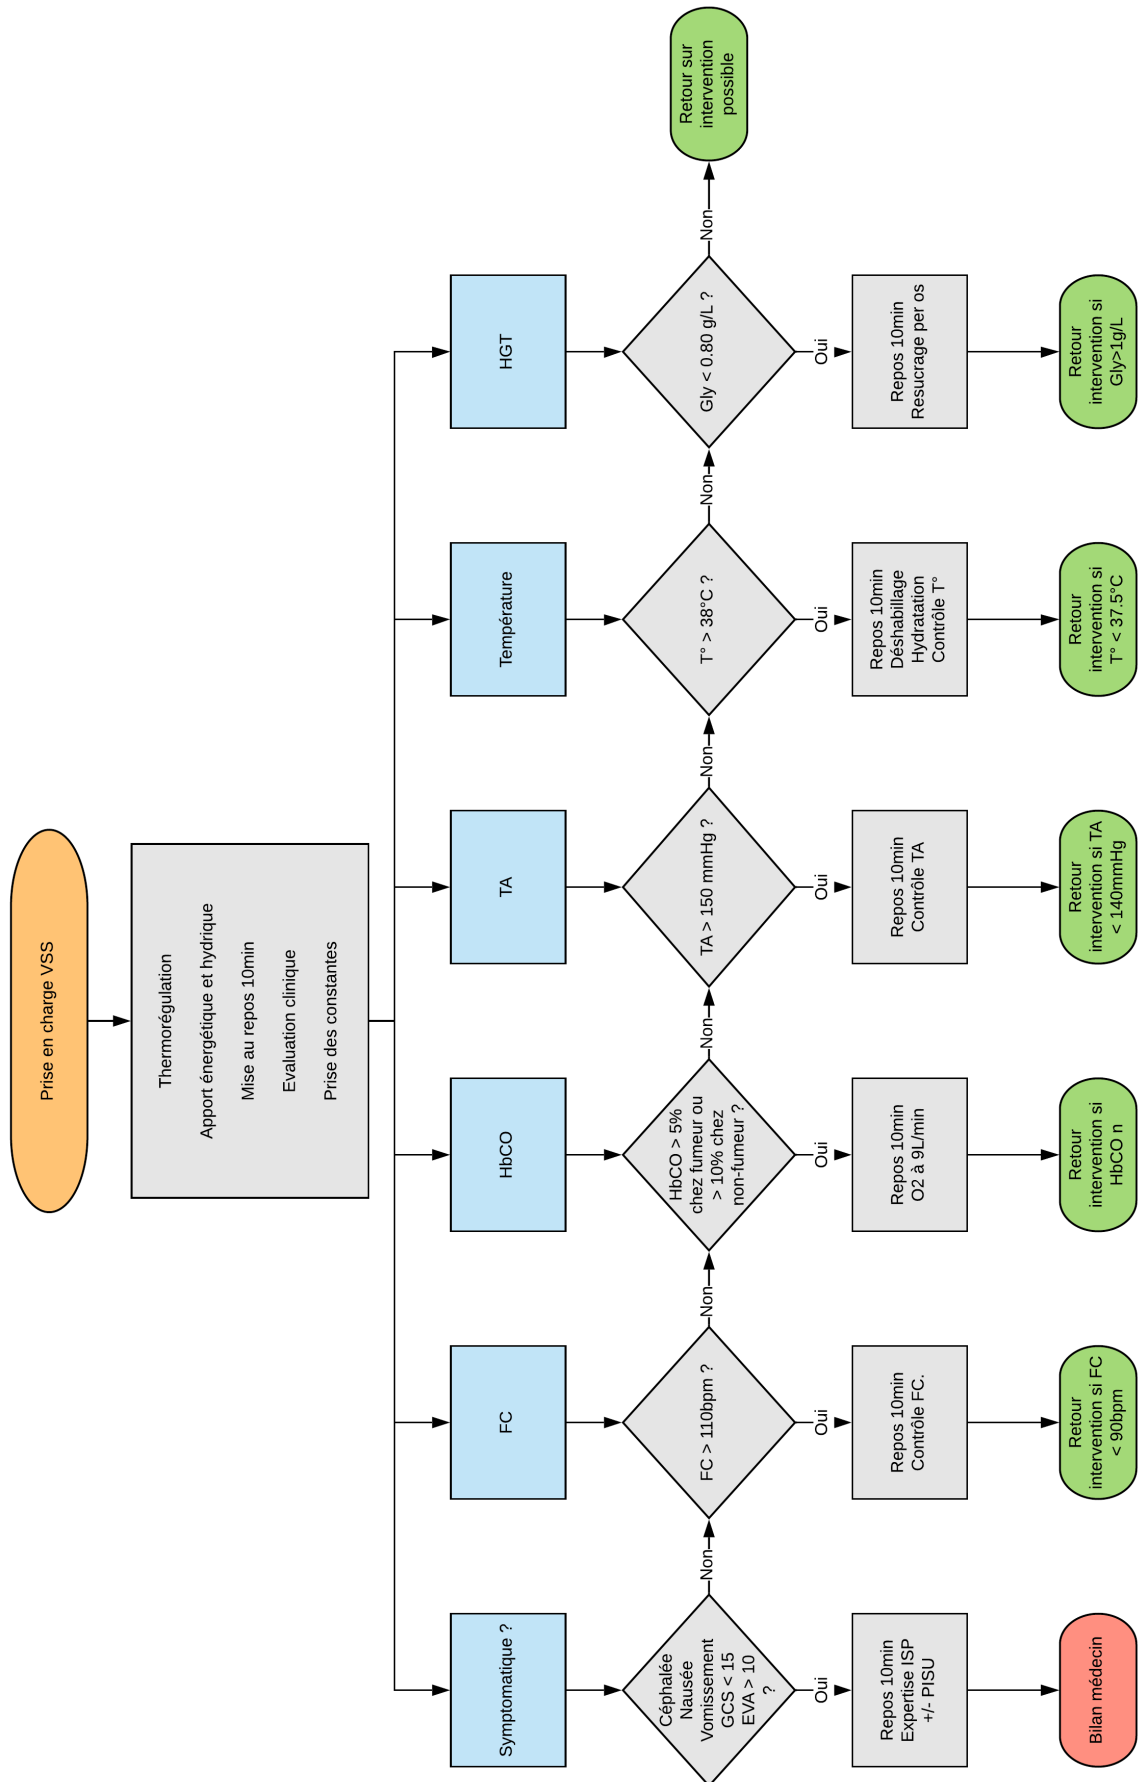 Prise en charge VSS
Thermorégulation
Apport énergétique et hydrique
Mise au repos 10min
Evaluation clinique
Prise des constantes
Symptomatique ?
FC
HbCO
TA
Température
HGT
Céphalée
Nausée
Vomissement
GCS < 15
EVA > 10
?
Non
FC > 110bpm ?
Non
HbCO > 5%
chez fumeur ou
> 10% chez
non-fumeur ?
Non
TA > 150 mmHg ?
Non
T° > 38°C ?
Non
Gly < 0.80 g/L ?
Non
Retour sur
intervention
possible
Oui
Oui
Oui
Oui
Oui
Oui
Repos 10min
Expertise ISP
+/- PISU
Repos 10min
Contrôle FC.
Repos 10min
O2 à 9L/min
Repos 10min
Contrôle TA
Repos 10min
Déshabillage
Hydratation
Contrôle T°
Repos 10min
Resucrage per os
Bilan médecin
Retour
intervention si FC
< 90bpm
Retour
intervention si
HbCO n
Retour
intervention si TA
< 140mmHg
Retour
intervention si
T° < 37.5°C
Retour
intervention si
Gly>1g/L